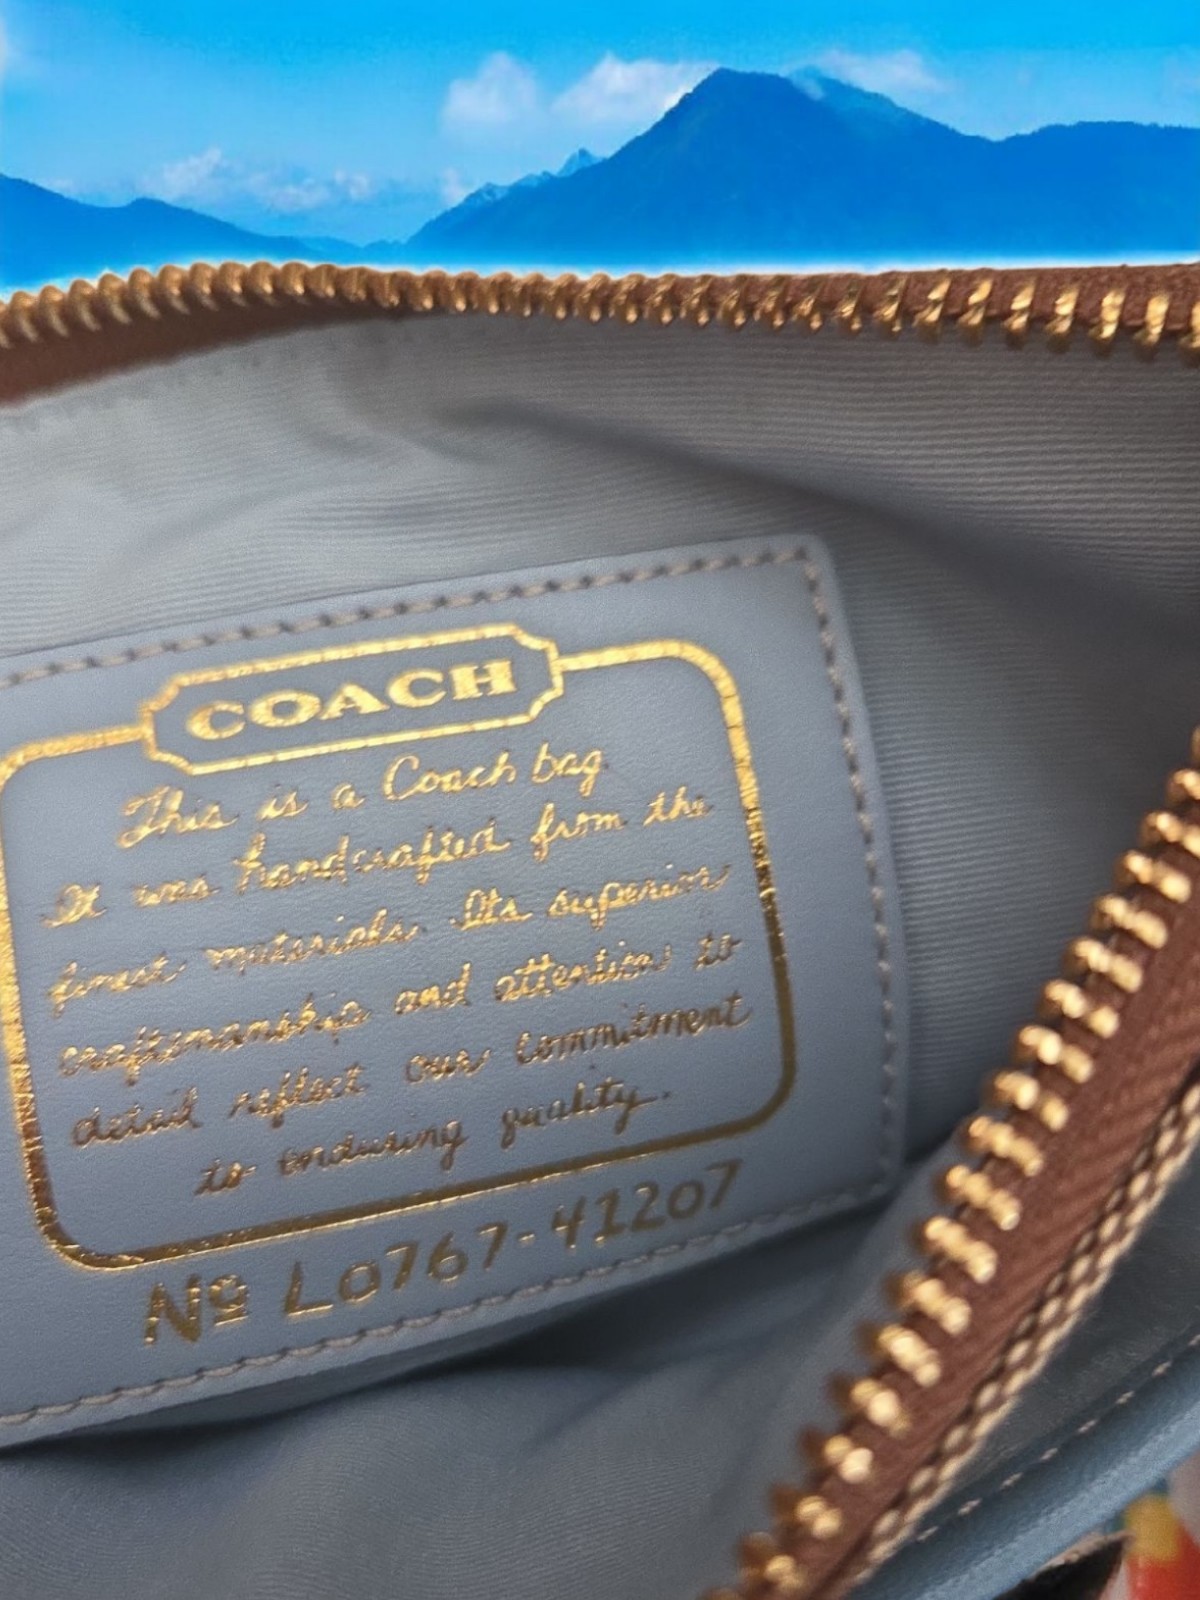 COACH
This is a Coach bag.
It was handcrafted from the
finest materials. Its superior
craftsmanship and attention to
detail reflect our commitment
to enduring quality.
Nº L0767-41207